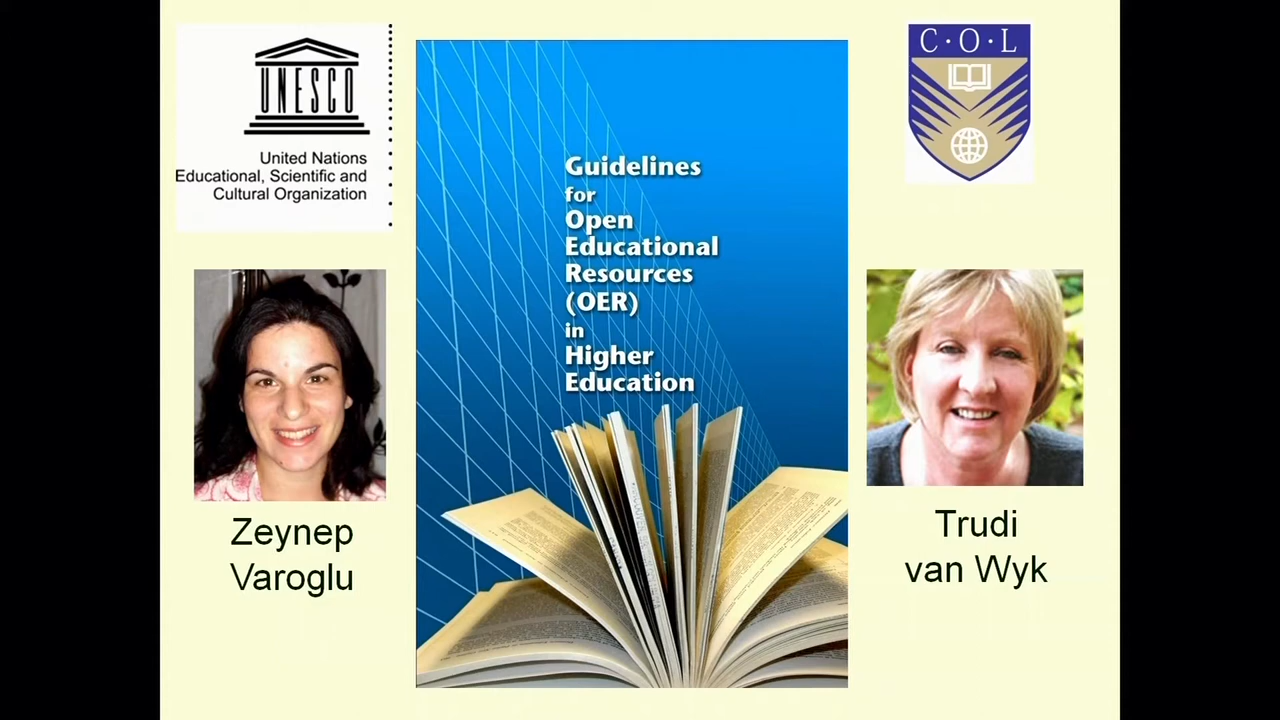 UNESCO
United Nations
Educational, Scientific and
Cultural Organization
Zeynep
Varoglu
Guidelines
for
Open
Educational
Resources
(OER)
in
Higher
Education
C·O·L
Trudi
van Wyk